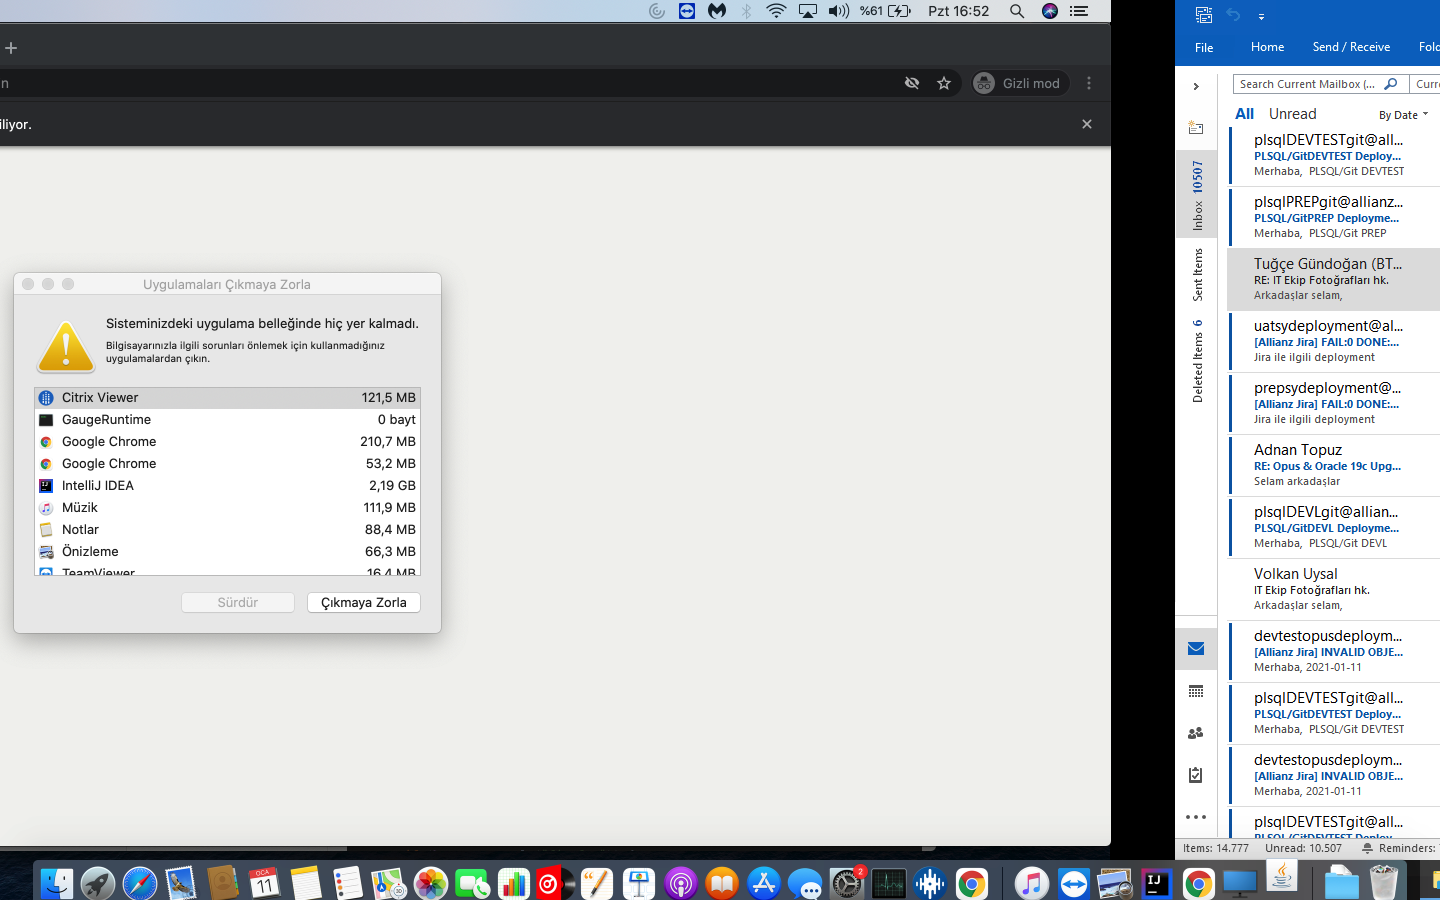 %61
Pzt 16:52
n
Gizli mod
iliyor.
Uygulamaları Çıkmaya Zorla
Sisteminizdeki uygulama belleğinde hiç yer kalmadı.
Bilgisayarınızla ilgili sorunları önlemek için kullanmadığınız
uygulamalardan çıkın.
Citrix Viewer 121,5 MB
GaugeRuntime 0 bayt
Google Chrome 210,7 MB
Google Chrome 53,2 MB
IntelliJ IDEA 2,19 GB
Müzik 111,9 MB
Notlar 88,4 MB
Önizleme 66,3 MB
TeamViewer 16,4 MB
Sürdür
Çıkmaya Zorla
File Home Send / Receive Fold
Search Current Mailbox (... Curr
All Unread By Date
Inbox 10507
Sent Items
Deleted Items 6
plsqlDEVTESTgit@all...
PLSQL/GitDEVTEST Deploy...
Merhaba, PLSQL/Git DEVTEST
plsqlPREPgit@allianz...
PLSQL/GitPREP Deployme...
Merhaba, PLSQL/Git PREP
Tuğçe Gündoğan (BT...
RE: IT Ekip Fotoğrafları hk.
Arkadaşlar selam,
uatsydeployment@al...
[Allianz Jira] FAIL:0 DONE:...
Jira ile ilgili deployment
prepsydeployment@...
[Allianz Jira] FAIL:0 DONE:...
Jira ile ilgili deployment
Adnan Topuz
RE: Opus & Oracle 19c Upg...
Selam arkadaşlar
plsqlDEVLgit@allian...
PLSQL/GitDEVL Deployme...
Merhaba, PLSQL/Git DEVL
Volkan Uysal
IT Ekip Fotoğrafları hk.
Arkadaşlar selam,
devtestopusdeploym...
[Allianz Jira] INVALID OBJE...
Merhaba, 2021-01-11
plsqlDEVTESTgit@all...
PLSQL/GitDEVTEST Deploy...
Merhaba, PLSQL/Git DEVTEST
devtestopusdeploym...
[Allianz Jira] INVALID OBJE...
Merhaba, 2021-01-11
plsqlDEVTESTgit@all...
PLSQL/GitDEVTEST Deploy...
Items: 14.777 Unread: 10.507 Reminders:
OCA
11
2
IJ